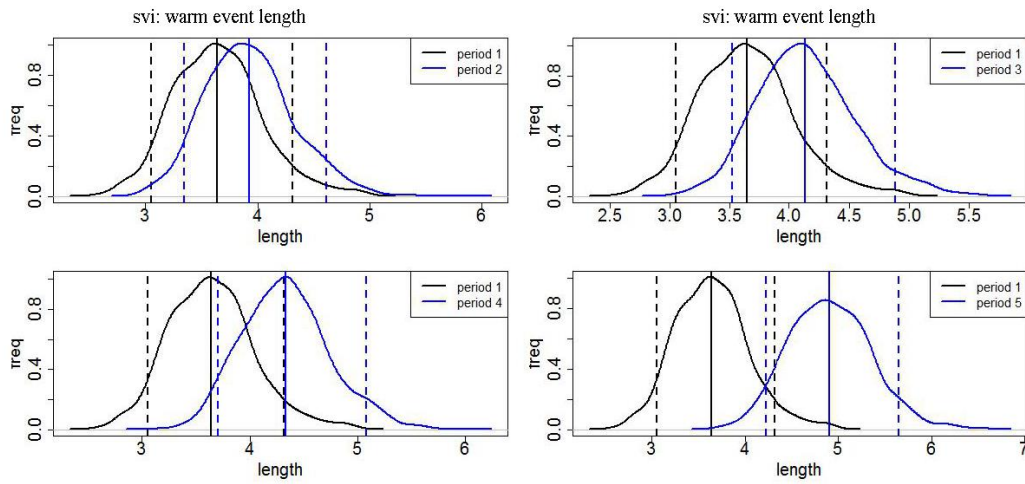 svi: warm event length
svi: warm event length
0.8
0.4
0.0
freq
period 1
period 2
3 4 5 6
length
0.8
0.4
0.0
freq
period 1
period 3
2.5 3.0 3.5 4.0 4.5 5.0 5.5
length
0.8
0.4
0.0
freq
period 1
period 4
3 4 5 6
length
0.8
0.4
0.0
freq
period 1
period 5
3 4 5 6 7
length